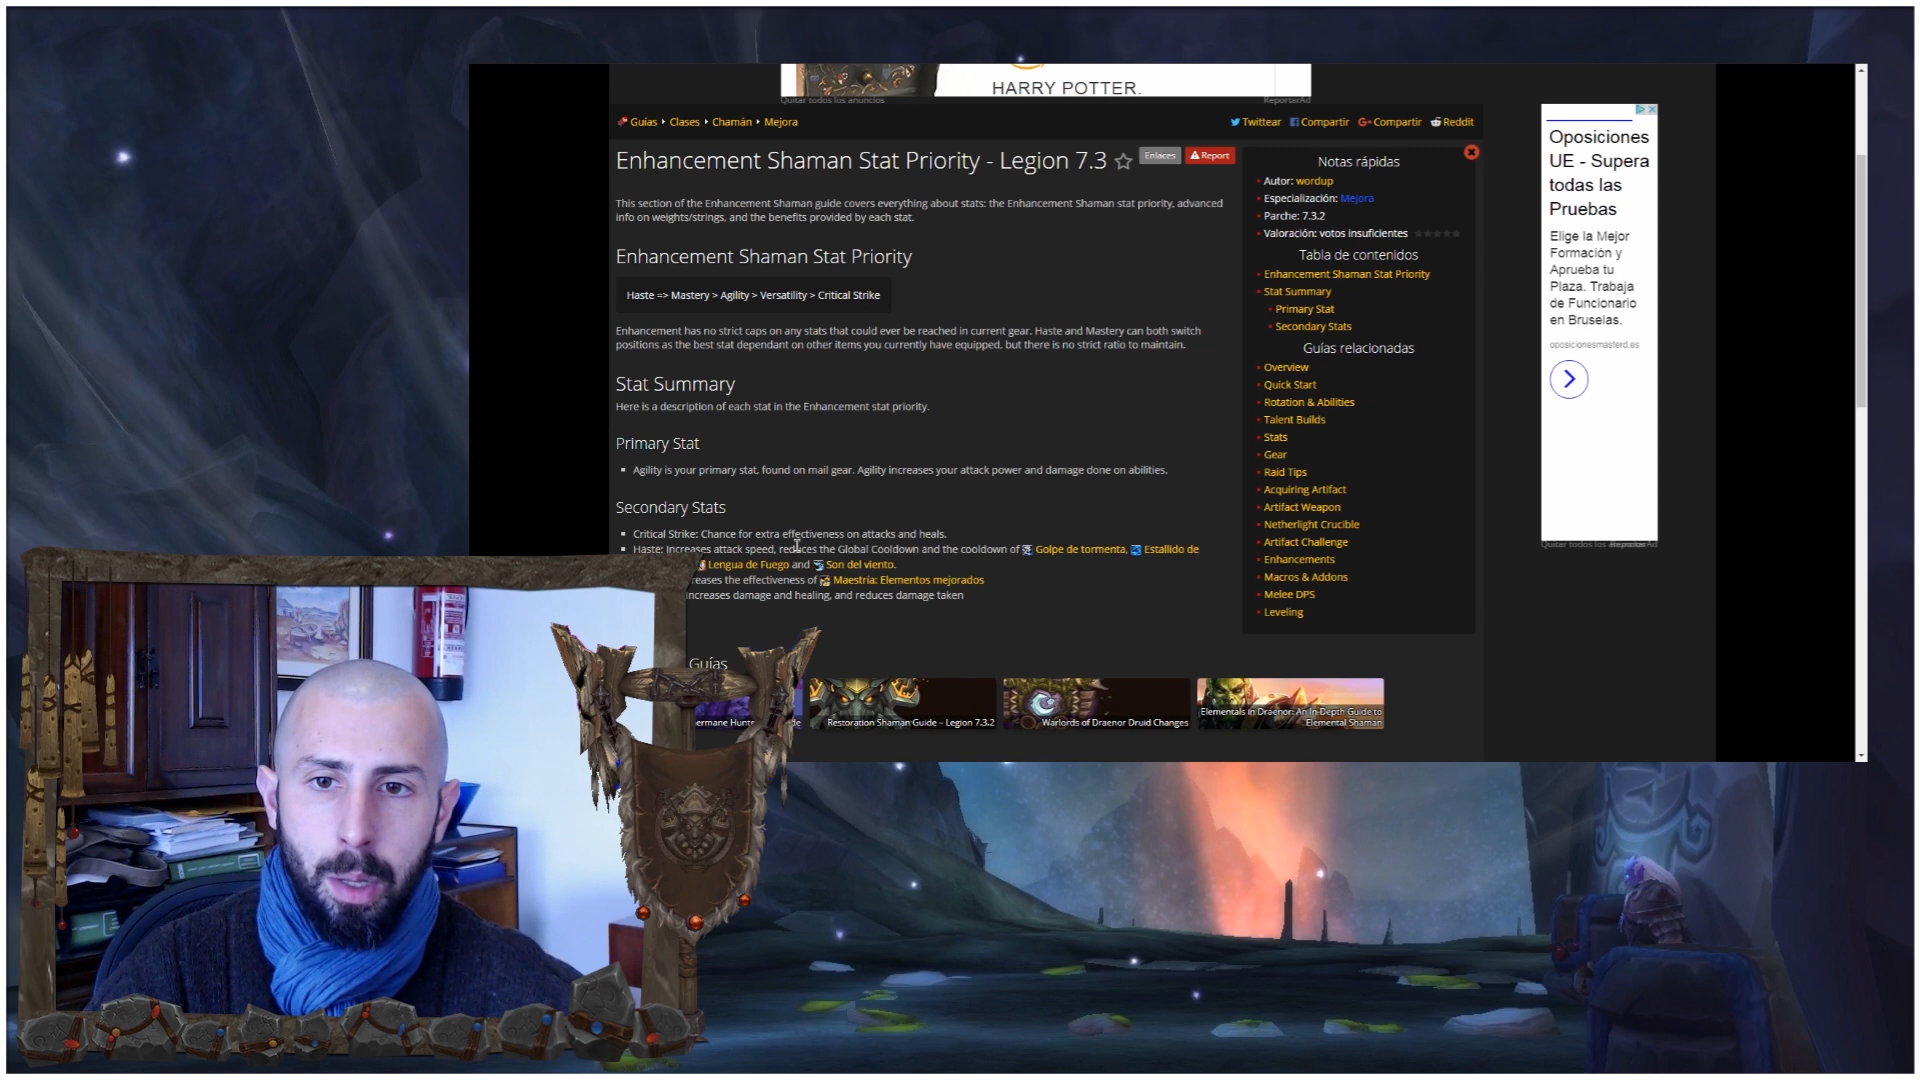 HARRY POTTER.
Quitar todos los anuncios
ReportarAd
Guías ‣ Clases ‣ Chamán ‣ Mejora
Twittear Compartir Compartir Reddit
Enhancement Shaman Stat Priority - Legion 7.3
Enlaces
Report
This section of the Enhancement Shaman guide covers everything about stats: the Enhancement Shaman stat priority, advanced
info on weights/strings, and the benefits provided by each stat.
Enhancement Shaman Stat Priority
Haste => Mastery > Agility > Versatility > Critical Strike
Enhancement has no strict caps on any stats that could ever be reached in current gear. Haste and Mastery can both switch
positions as the best stat dependant on other items you currently have equipped, but there is no strict ratio to maintain.
Stat Summary
Here is a description of each stat in the Enhancement stat priority.
Primary Stat
Agility is your primary stat, found on mail gear. Agility increases your attack power and damage done on abilities.
Secondary Stats
Critical Strike: Chance for extra effectiveness on attacks and heals.
Haste: Increases attack speed, reduces the Global Cooldown and the cooldown of Golpe de tormenta, Estallido de
Lengua de Fuego and Son del viento.
reases the effectiveness of Maestría: Elementos mejorados
increases damage and healing, and reduces damage taken
Guías
Restoration Shaman Guide - Legion 7.3.2
Warlords of Draenor Druid Changes
Elementals in Draenor: An In-Depth Guide to
Elemental Shaman
Notas rápidas
Autor: wordup
Especialización: Mejora
Parche: 7.3.2
Valoración: votos insuficientes
Tabla de contenidos
Enhancement Shaman Stat Priority
Stat Summary
Primary Stat
Secondary Stats
Guías relacionadas
Overview
Quick Start
Rotation & Abilities
Talent Builds
Stats
Gear
Raid Tips
Acquiring Artifact
Artifact Weapon
Netherlight Crucible
Artifact Challenge
Enhancements
Macros & Addons
Melee DPS
Leveling
Oposiciones
UE - Supera
todas las
Pruebas
Elige la Mejor
Formación y
Aprueba tu
Plaza. Trabaja
de Funcionario
en Bruselas.
oposicionesmasterd.es